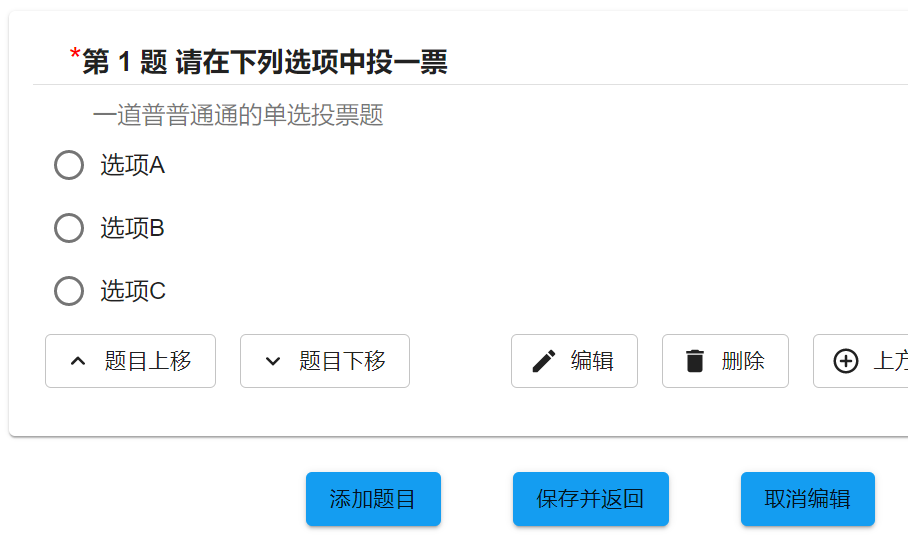 *第 1 题 请在下列选项中投一票
一道普普通通的单选投票题
选项A
选项B
选项C
题目上移 题目下移 编辑 删除 上方
添加题目 保存并返回 取消编辑